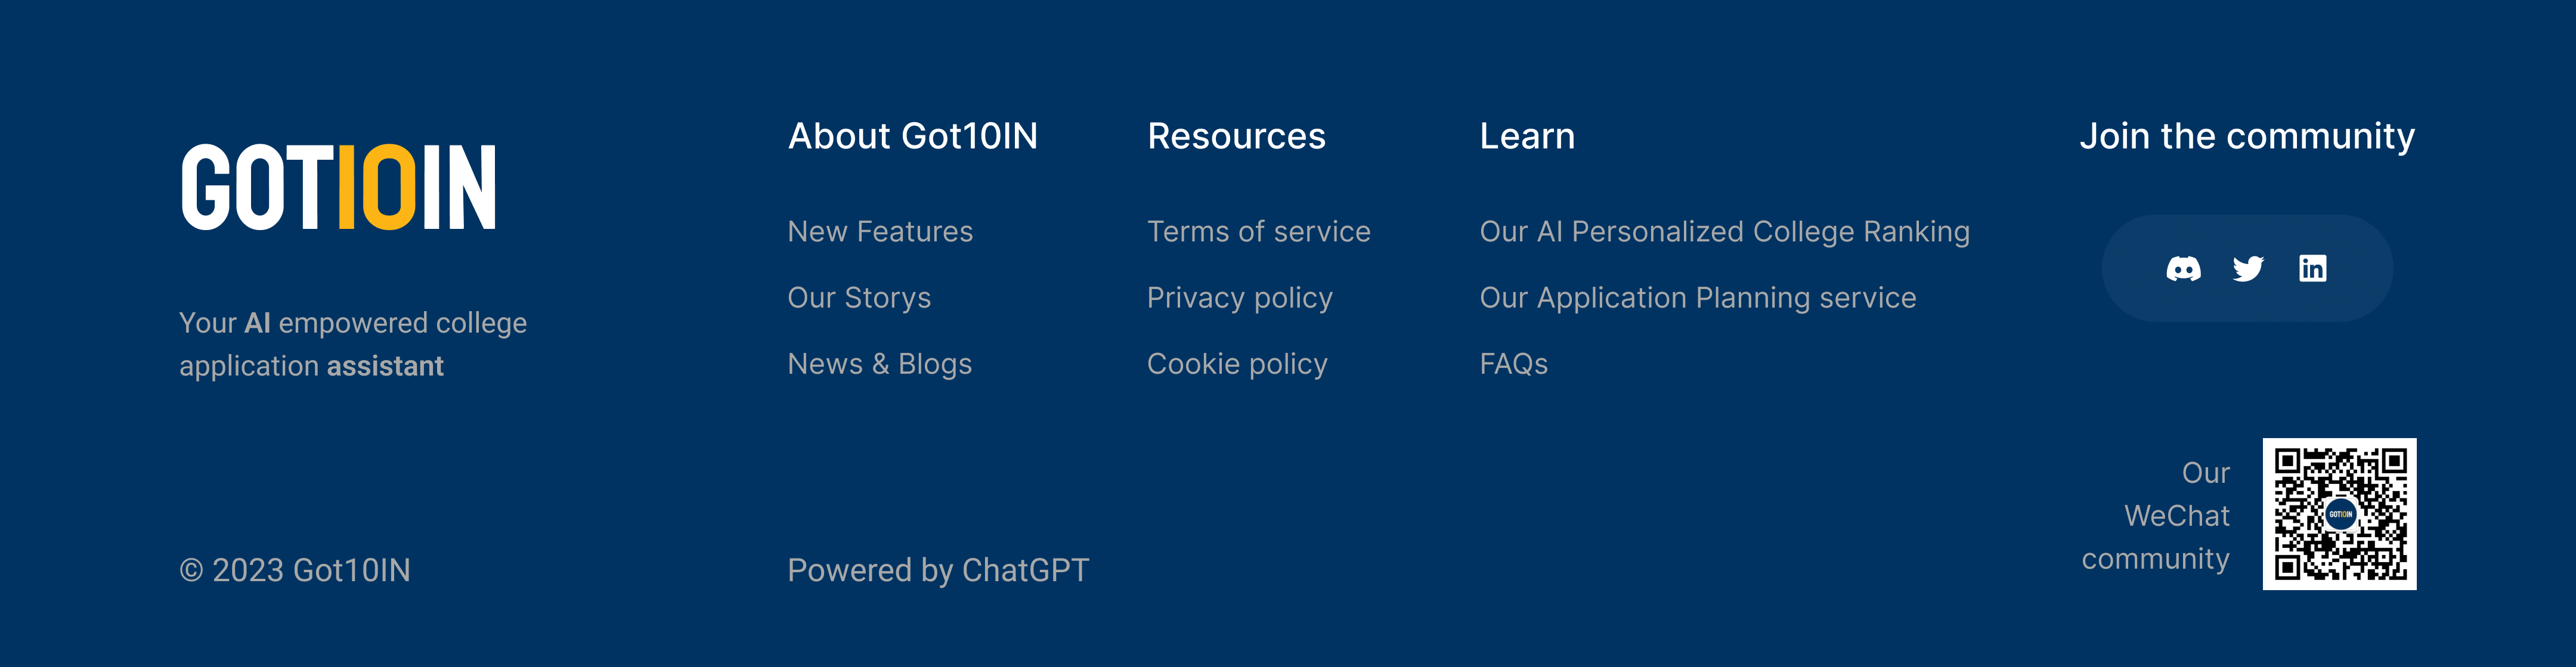 GOT10IN
Your AI empowered college
application assistant
© 2023 Got10IN
About Got10IN
New Features
Our Storys
News & Blogs
Powered by ChatGPT
Resources
Terms of service
Privacy policy
Cookie policy
Learn
Our AI Personalized College Ranking
Our Application Planning service
FAQs
Join the community
in
Our
WeChat
community
GOT10IN